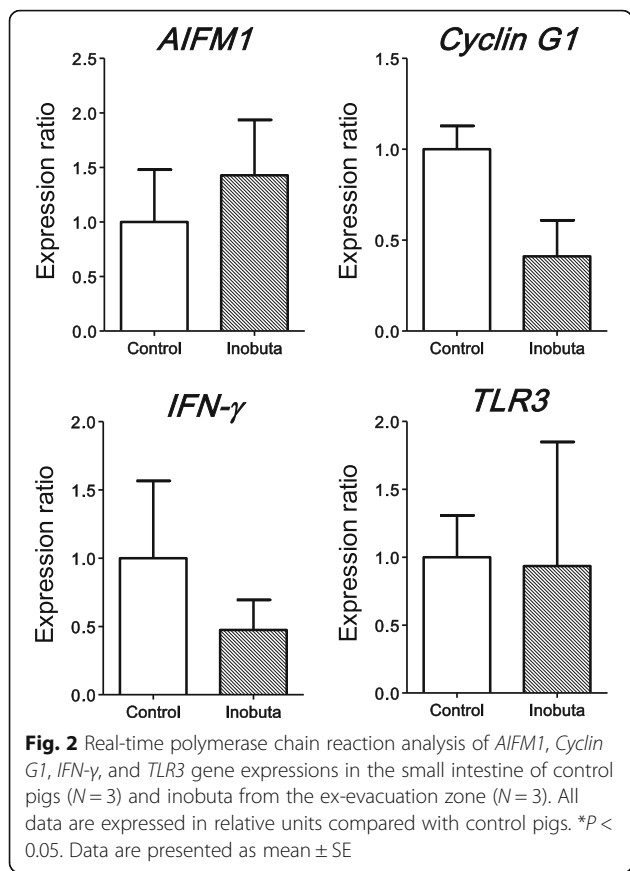 AIFM1
Cyclin G1
2.5
2.0
1.5
1.0
0.5
0.0
Expression ratio
Control
Inobuta
1.5
1.0
0.5
0.0
Expression ratio
Control
Inobuta
IFN-γ
TLR3
2.0
1.5
1.0
0.5
0.0
Expression ratio
Control
Inobuta
2.0
1.5
1.0
0.5
0.0
Expression ratio
Control
Inobuta
Fig. 2 Real-time polymerase chain reaction analysis of AIFM1, Cyclin
G1, IFN-γ, and TLR3 gene expressions in the small intestine of control
pigs (N = 3) and inobuta from the ex-evacuation zone (N = 3). All
data are expressed in relative units compared with control pigs. *P <
0.05. Data are presented as mean ± SE